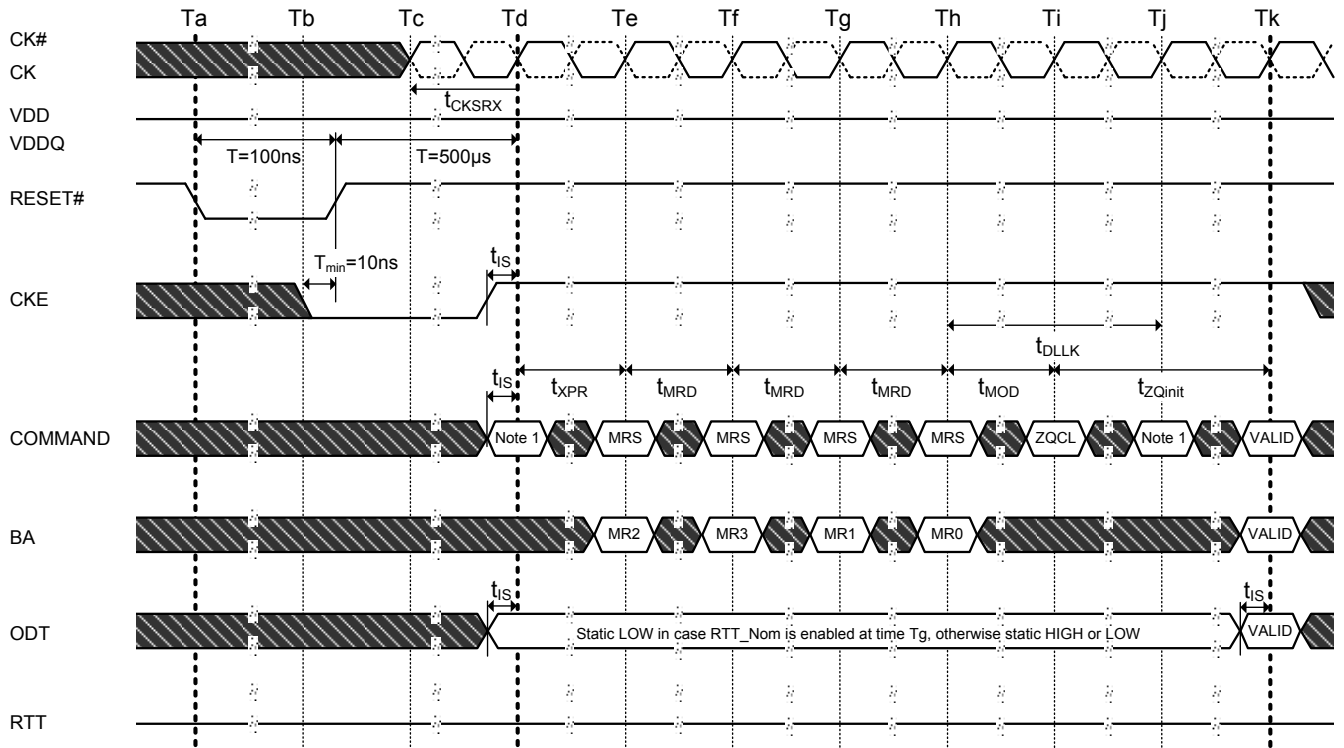 Ta Tb Tc Td Te Tf Tg Th Ti Tj Tk
CK#
CK
tCKSRX
VDD
VDDQ
T=100ns T=500µs
RESET#
Tmin=10ns tIS
CKE
tDLLK
tIS tXPR tMRD tMRD tMRD tMOD tZQinit
COMMAND Note 1 MRS MRS MRS MRS ZQCL Note 1 VALID
BA MR2 MR3 MR1 MR0 VALID
tIS tIS
ODT Static LOW in case RTT_Nom is enabled at time Tg, otherwise static HIGH or LOW VALID
RTT